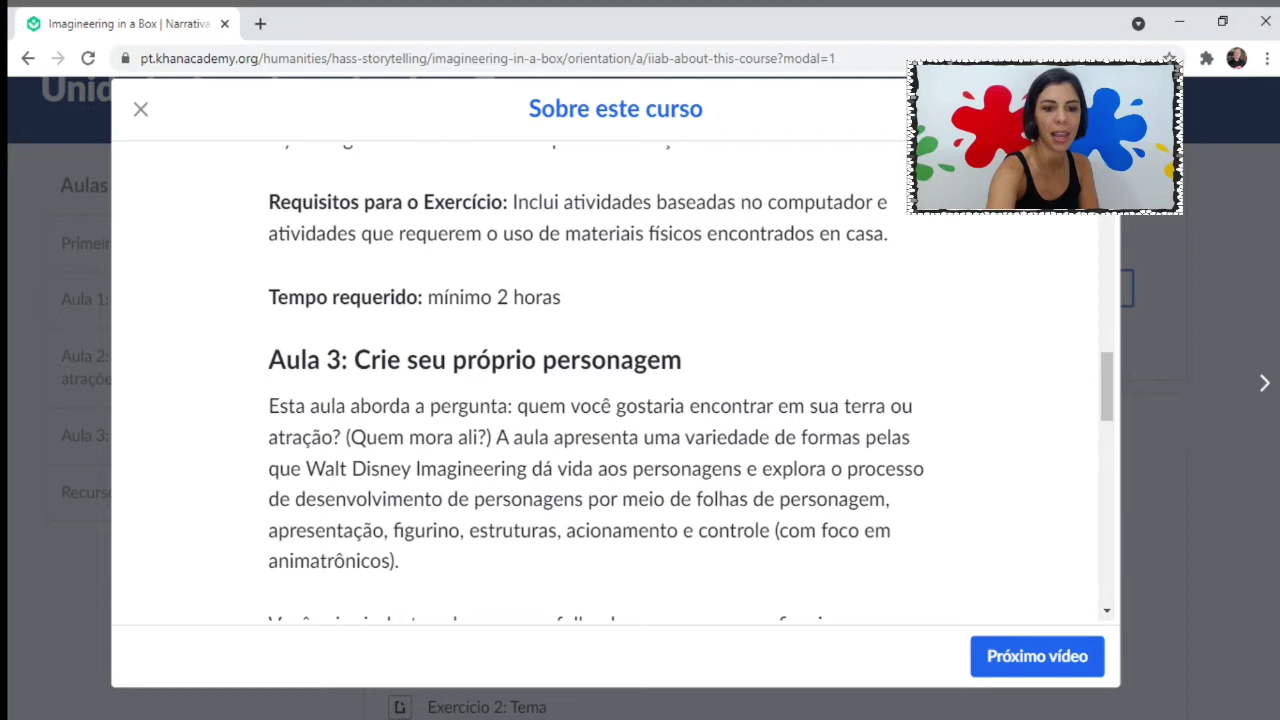 Imagineering in a Box | Narrativa
pt.khanacademy.org/humanities/hass-storytelling/imagineering-in-a-box/orientation/a/iiab-about-this-course?modal=1
Sobre este curso
Aulas
Aula 1:
Aula 2:
Aula 3:
Requisitos para o Exercício: Inclui atividades baseadas no computador e
atividades que requerem o uso de materiais físicos encontrados en casa.
Tempo requerido: mínimo 2 horas
Aula 3: Crie seu próprio personagem
Esta aula aborda a pergunta: quem você gostaria encontrar em sua terra ou
atração? (Quem mora ali?) A aula apresenta uma variedade de formas pelas
que Walt Disney Imagineering dá vida aos personagens e explora o processo
de desenvolvimento de personagens por meio de folhas de personagem,
apresentação, figurino, estruturas, acionamento e controle (com foco em
animatrônicos).
Próximo vídeo
Exercício 2: Tema